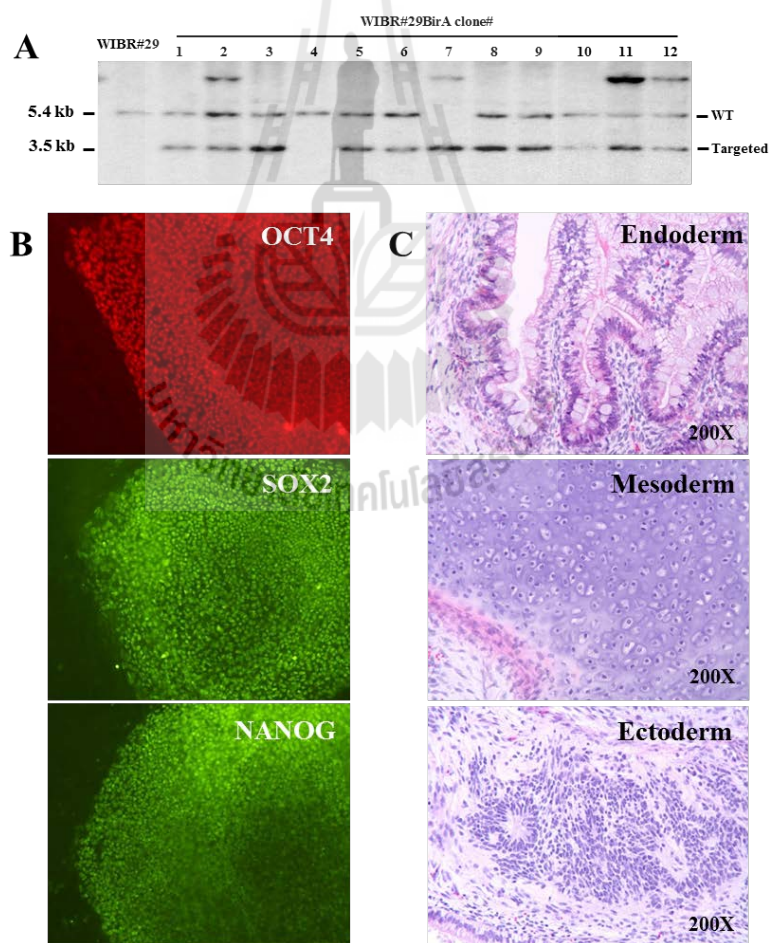 WIBR#29BirA clone#
A
WIBR#29 1 2 3 4 5 6 7 8 9 10 11 12
5.4 kb
WT
3.5 kb
Targeted
B
OCT4
C
Endoderm
200X
SOX2
Mesoderm
200X
NANOG
Ectoderm
200X